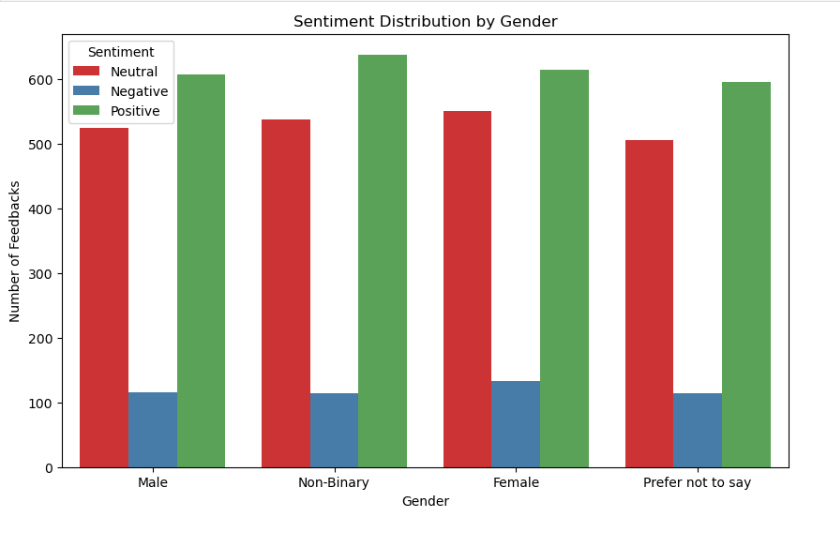 Sentiment Distribution by Gender
Sentiment
Neutral
Negative
Positive
600
500
400
300
200
100
0
Number of Feedbacks
Male Non-Binary Female Prefer not to say
Gender